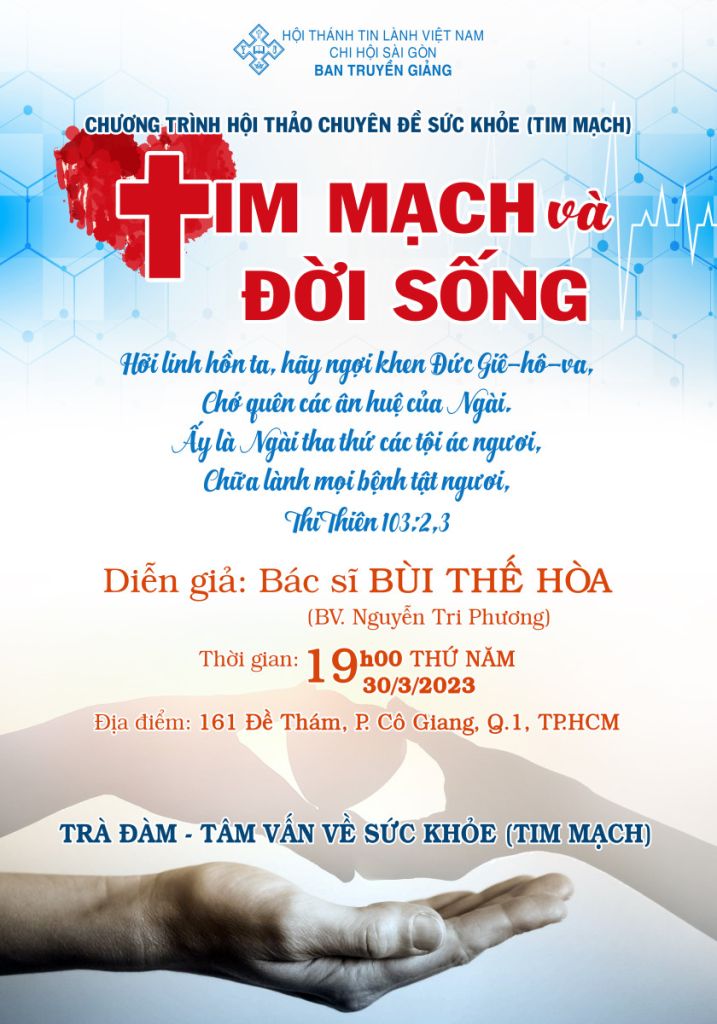 HỘI THÁNH TIN LÀNH VIỆT NAM
CHI HỘI SÀI GÒN
BAN TRUYỀN GIẢNG
CHƯƠNG TRÌNH HỘI THẢO CHUYÊN ĐỀ SỨC KHỎE (TIM MẠCH)
TIM MẠCH và
ĐỜI SỐNG
Hỡi linh hồn ta, hãy ngợi khen Đức Giê-hô-va,
Chớ quên các ân huệ của Ngài.
Ấy là Ngài tha thứ các tội ác ngươi,
Chữa lành mọi bệnh tật ngươi,
Thi Thiên 103:2,3
Diễn giả: Bác sĩ BÙI THẾ HÒA
(BV. Nguyễn Tri Phương)
Thời gian: 19h00 THỨ NĂM
30/3/2023
Địa điểm: 161 Đề Thám, P. Cô Giang, Q.1, TP.HCM
TRÀ ĐÀM - TÂM VẤN VỀ SỨC KHỎE (TIM MẠCH)